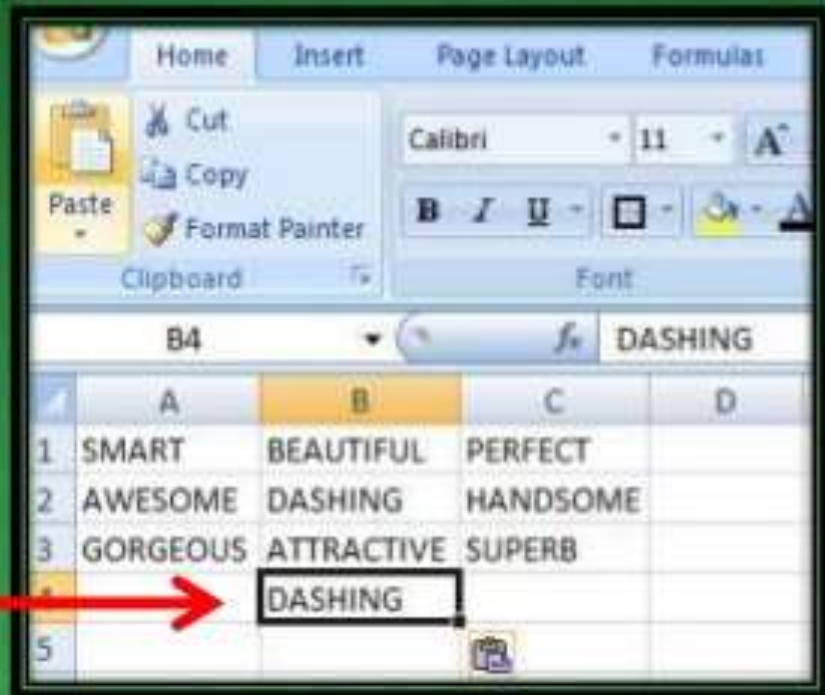 Home Insert Page Layout Formulas
Cut
Calibri 11 A
Copy
Paste
Format Painter
B I U A
Clipboard Font
B4 fx DASHING
A B C D
1 SMART BEAUTIFUL PERFECT
2 AWESOME DASHING HANDSOME
3 GORGEOUS ATTRACTIVE SUPERB
DASHING
5